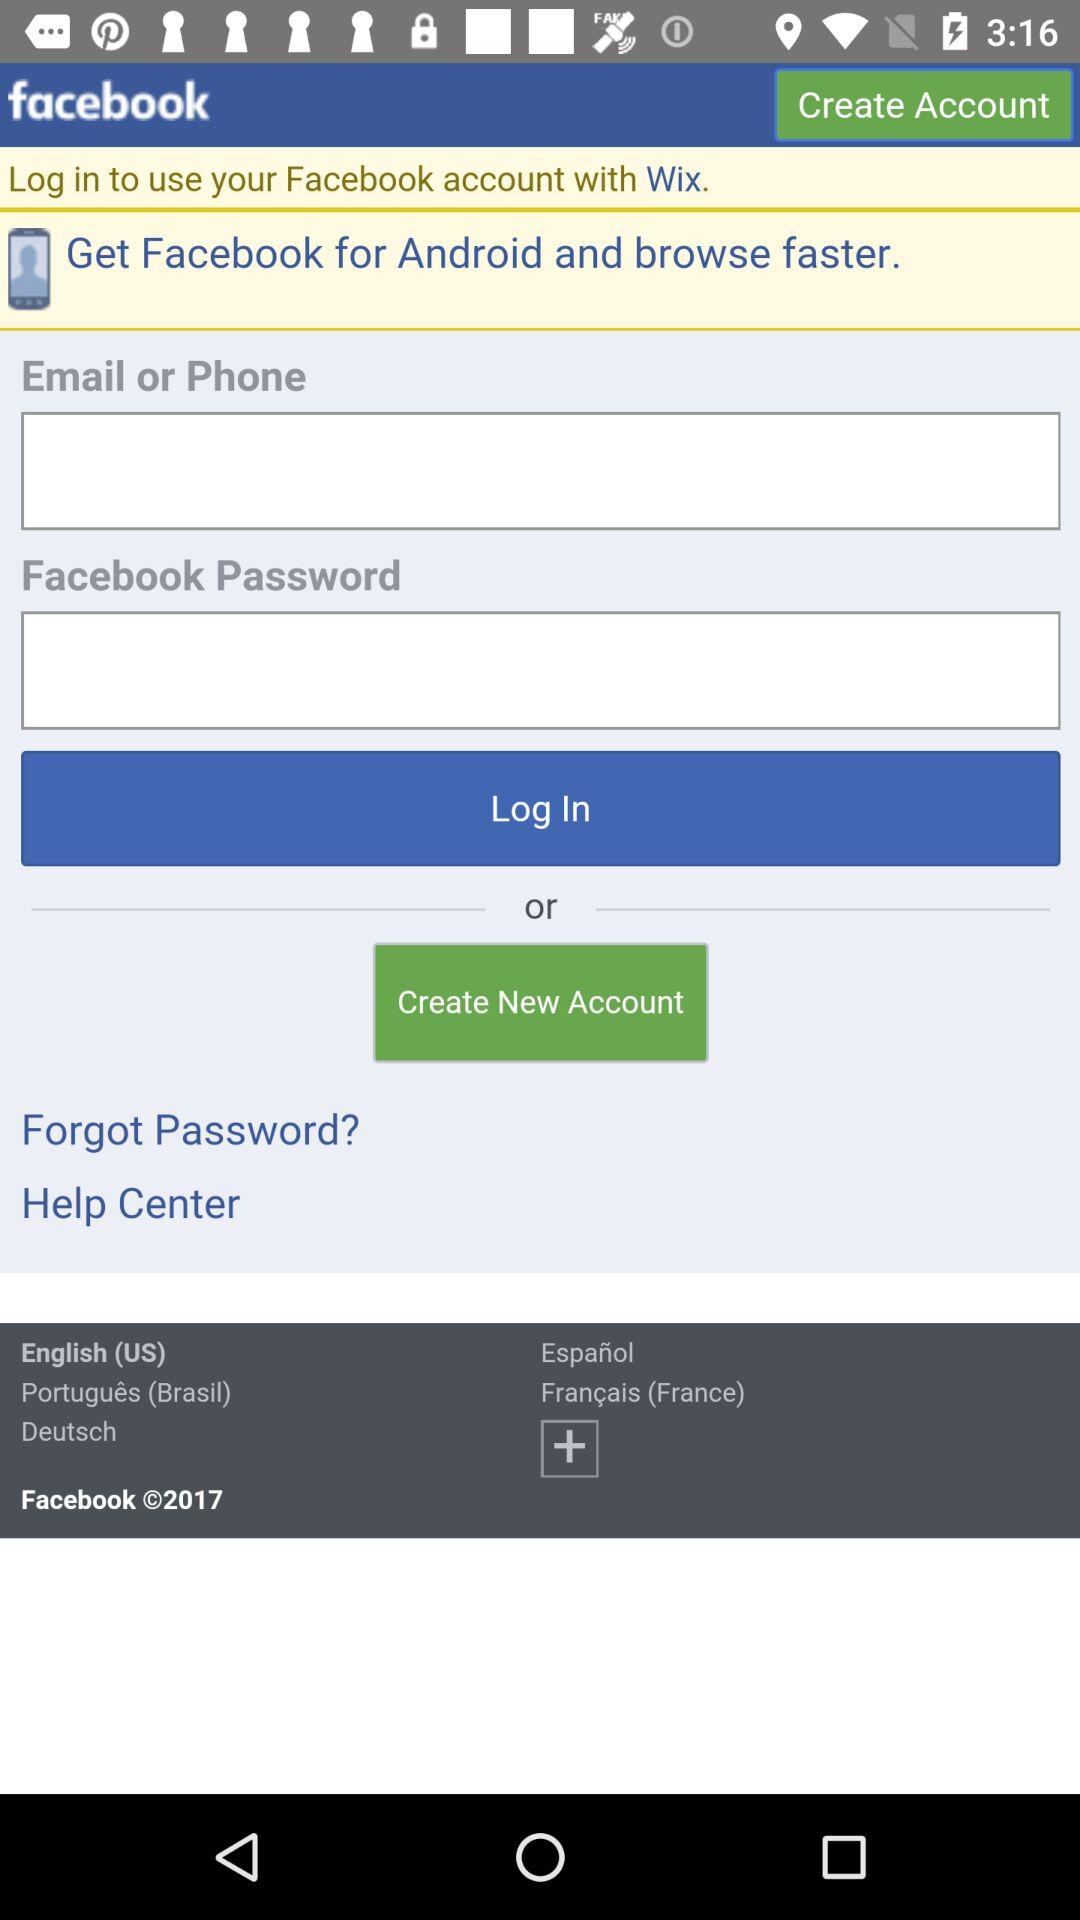 FAKE
3:16
facebook
Create Account
Log in to use your Facebook account with Wix.
Get Facebook for Android and browse faster.
Email or Phone
Facebook Password
Log In
or
Create New Account
Forgot Password?
Help Center
English (US)
Español
Português (Brasil)
Français (France)
Deutsch
+
Facebook ©2017